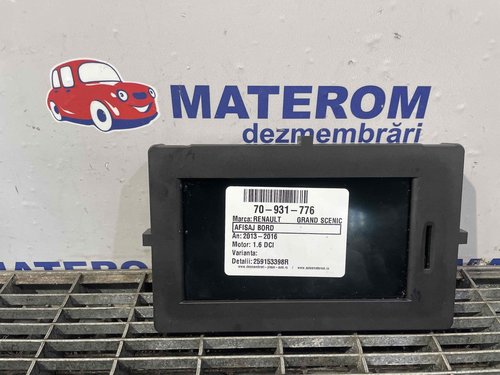 MATEROM
dezmembrări
70-931-776
Marca: RENAULT GRAND SCENIC
AFISAJ BORD
An: 2013-2016
Motor: 1.6 DCI
Varianta:
Detalii: 259153398R